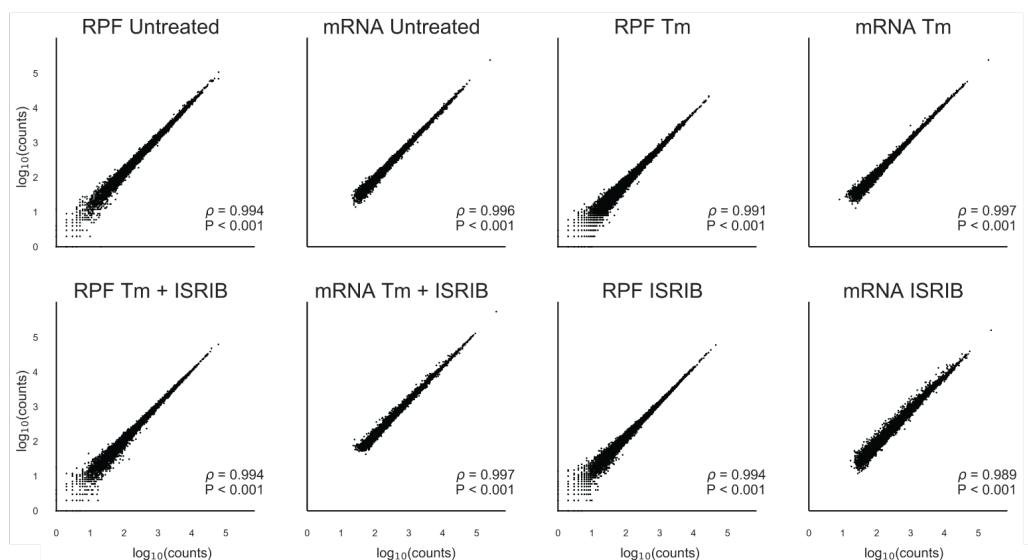 RPF Untreated
mRNA Untreated
RPF Tm
mRNA Tm
log10(counts)
5
4
3
2
1
0
ρ = 0.994
P < 0.001
ρ = 0.996
P < 0.001
ρ = 0.991
P < 0.001
ρ = 0.997
P < 0.001
RPF Tm + ISRIB
mRNA Tm + ISRIB
RPF ISRIB
mRNA ISRIB
log10(counts)
5
4
3
2
1
0
ρ = 0.994
P < 0.001
ρ = 0.997
P < 0.001
ρ = 0.994
P < 0.001
ρ = 0.989
P < 0.001
0 1 2 3 4 5
0 1 2 3 4 5
0 1 2 3 4 5
0 1 2 3 4 5
log10(counts)
log10(counts)
log10(counts)
log10(counts)